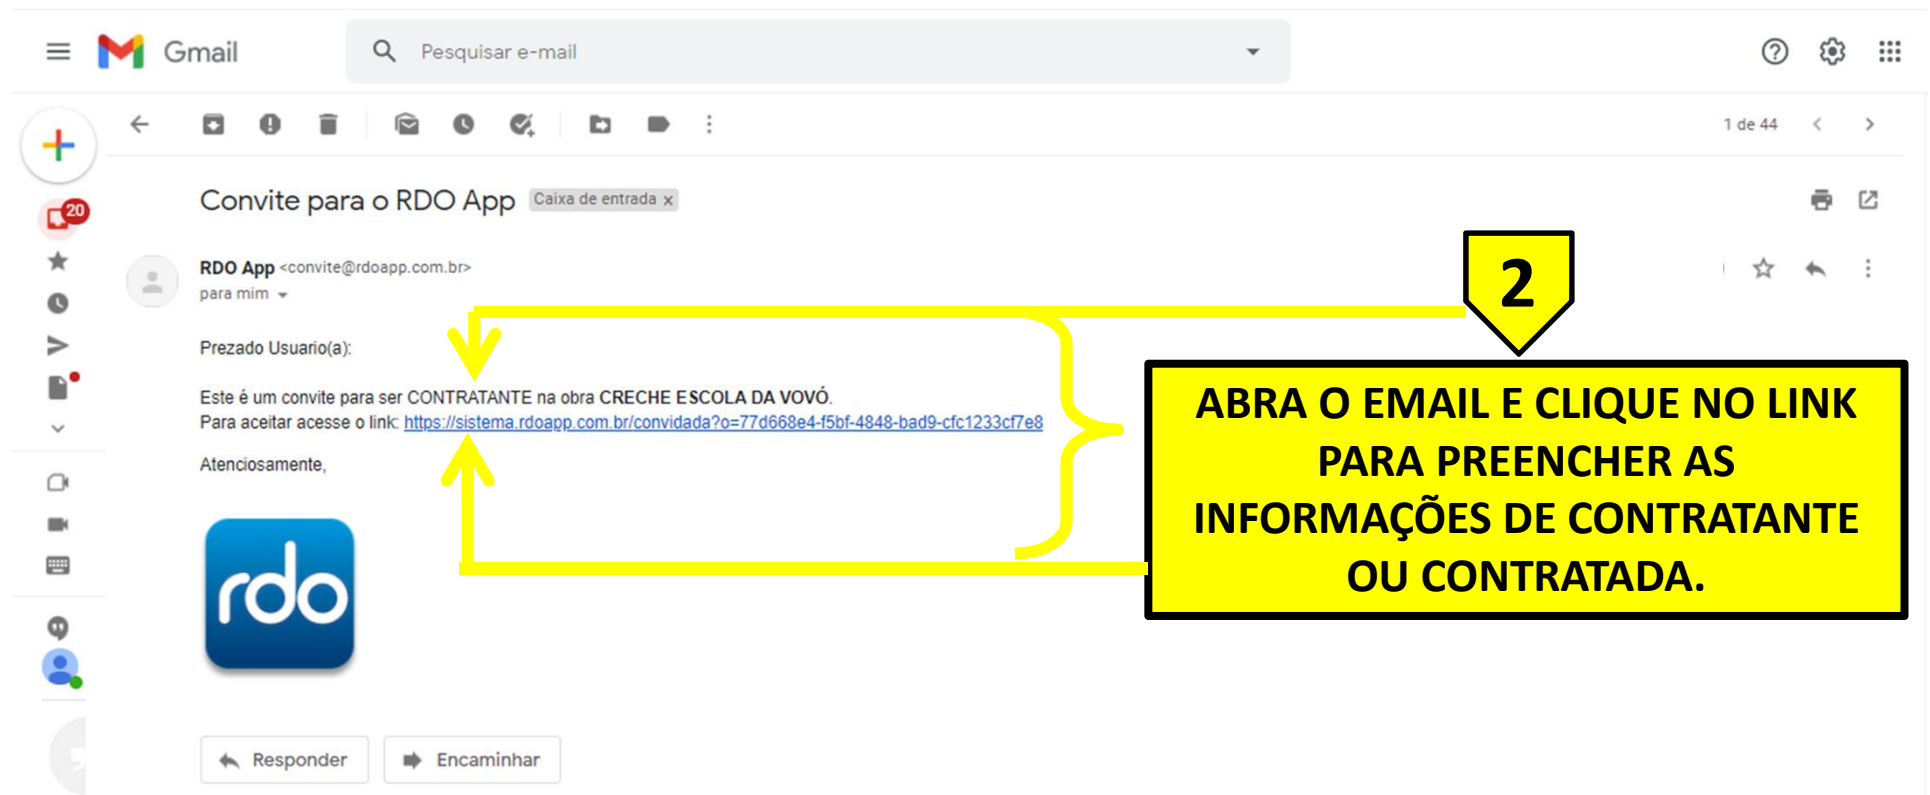 Gmail
Pesquisar e-mail
1 de 44
Convite para o RDO App Caixa de entrada x
20
RDO App <convite@rdoapp.com.br>
para mim
2
Prezado Usuario(a):
Este é um convite para ser CONTRATANTE na obra CRECHE ESCOLA DA VOVÓ.
Para aceitar acesse o link: https://sistema.rdoapp.com.br/convidada?o=77d668e4-f5bf-4848-bad9-cfc1233cf7e8
Atenciosamente,
ABRA O EMAIL E CLIQUE NO LINK
PARA PREENCHER AS
INFORMAÇÕES DE CONTRATANTE
OU CONTRATADA.
rdo
Responder
Encaminhar